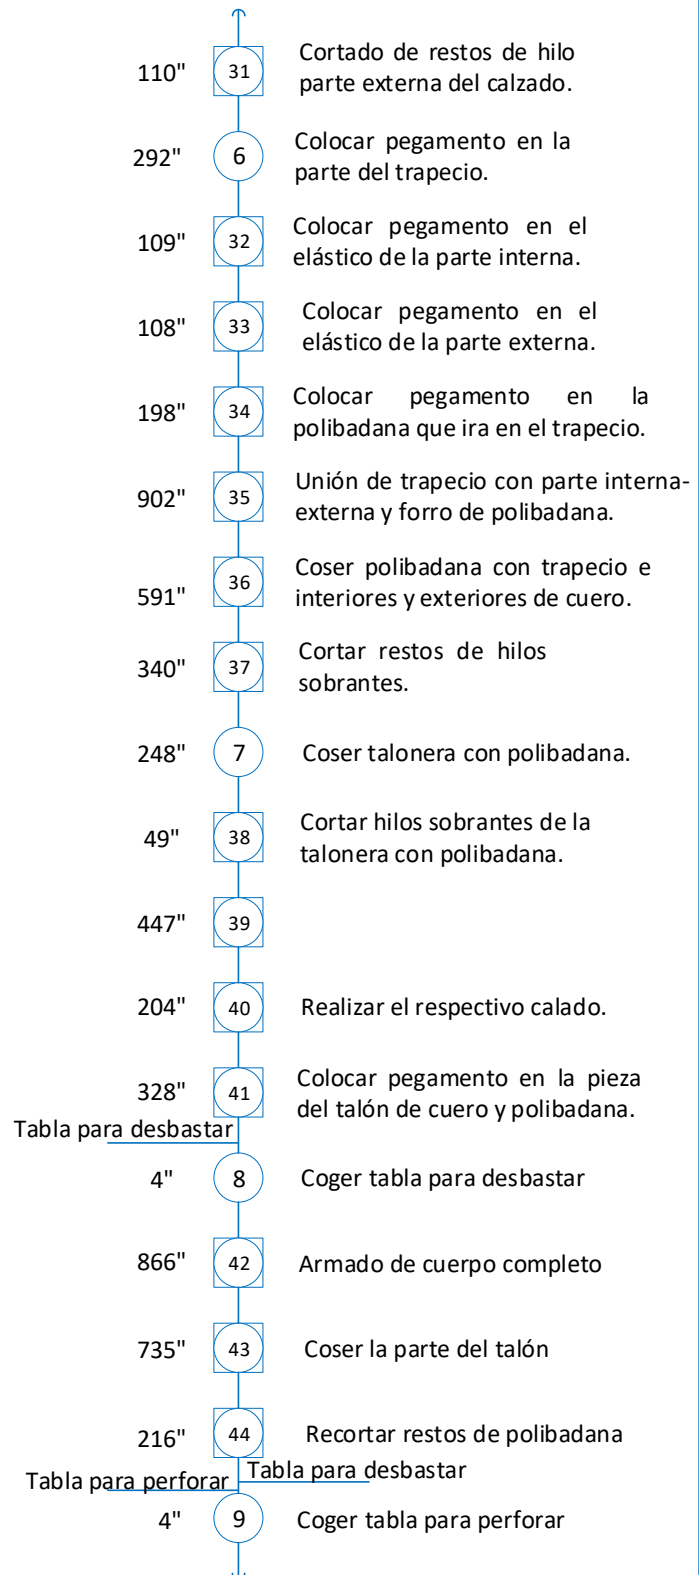 110" 31 Cortado de restos de hilo
parte externa del calzado.
292" 6 Colocar pegamento en la
parte del trapecio.
109" 32 Colocar pegamento en el
elástico de la parte interna.
108" 33 Colocar pegamento en el
elástico de la parte externa.
198" 34 Colocar pegamento en la
polibadana que ira en el trapecio.
902" 35 Unión de trapecio con parte interna-
externa y forro de polibadana.
591" 36 Coser polibadana con trapecio e
interiores y exteriores de cuero.
340" 37 Cortar restos de hilos
sobrantes.
248" 7 Coser talonera con polibadana.
49" 38 Cortar hilos sobrantes de la
talonera con polibadana.
447" 39
204" 40 Realizar el respectivo calado.
328" 41 Colocar pegamento en la pieza
del talón de cuero y polibadana.
Tabla para desbastar
4" 8 Coger tabla para desbastar
866" 42 Armado de cuerpo completo
735" 43 Coser la parte del talón
216" 44 Recortar restos de polibadana
Tabla para desbastar
Tabla para perforar
4" 9 Coger tabla para perforar